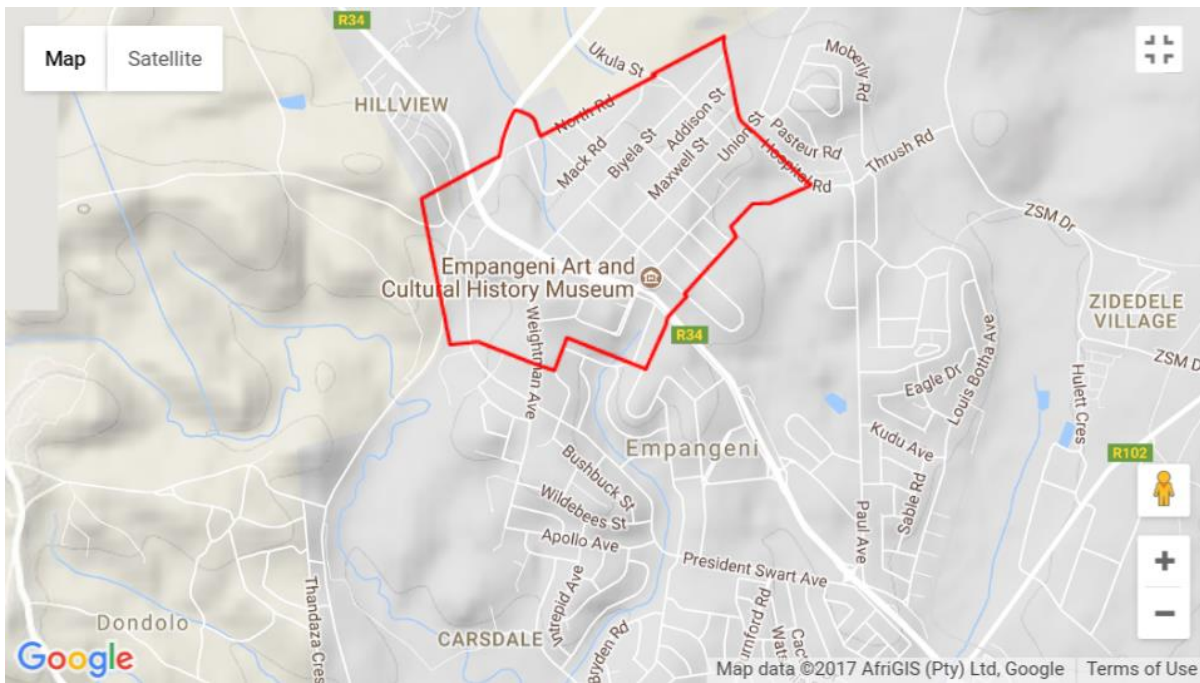 R34
Map
Satellite
Ukula St
Moberly Rd
HILLVIEW
North Rd
Addison St
Mack Rd
Biyela St
Maxwell St
Union St
Pasteur Rd
Hospital Rd
Thrush Rd
ZSM Dr
Empangeni Art and
Cultural History Museum
ZIDEDELE
VILLAGE
Weightman Ave
R34
ZSM D
Eagle Dr
Louis Botha Ave
Hulett Cres
Kudu Ave
Empangeni
R102
Bushbuck St
Wildebees St
Sable Rd
Paul Ave
Apollo Ave
President Swart Ave
Thandaza Cres
Intrepid Ave
Dondolo
CARSDALE
Bryden Rd
Google
Map data ©2017 AfriGIS (Pty) Ltd, Google
Terms of Use